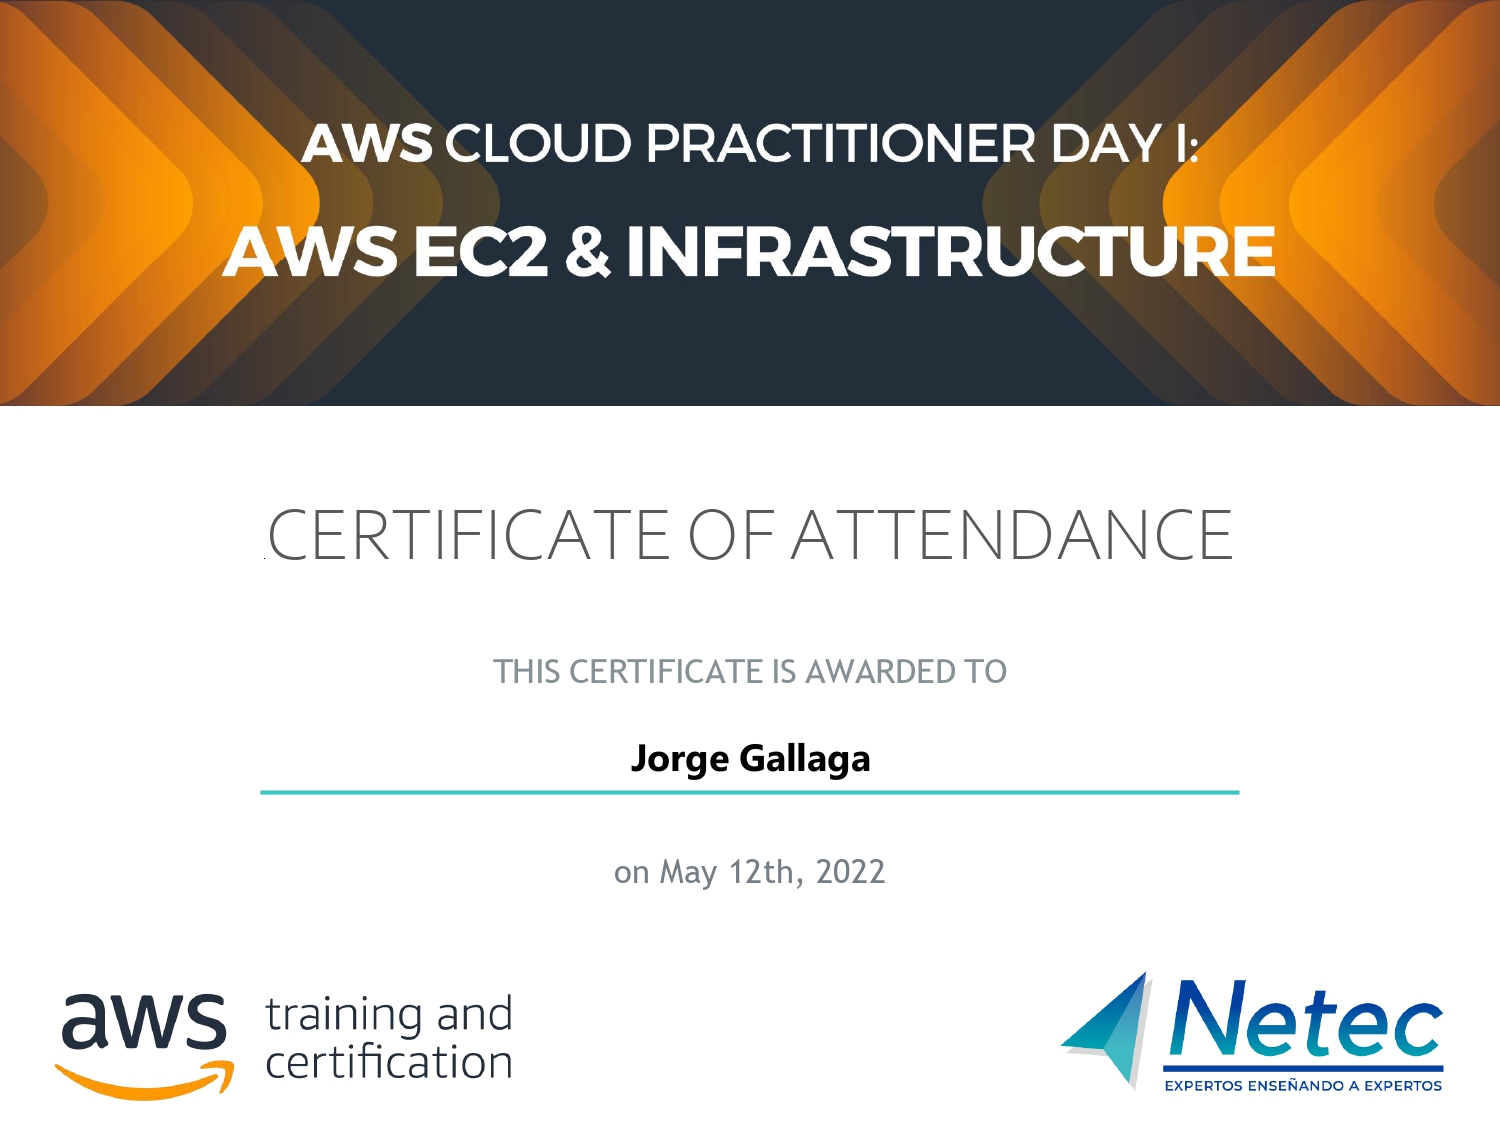 AWS CLOUD PRACTITIONER DAY I:
AWS EC2 & INFRASTRUCTURE
CERTIFICATE OF ATTENDANCE
THIS CERTIFICATE IS AWARDED TO
Jorge Gallaga
on May 12th, 2022
aws training and
certification
Netec
EXPERTOS ENSEÑANDO A EXPERTOS